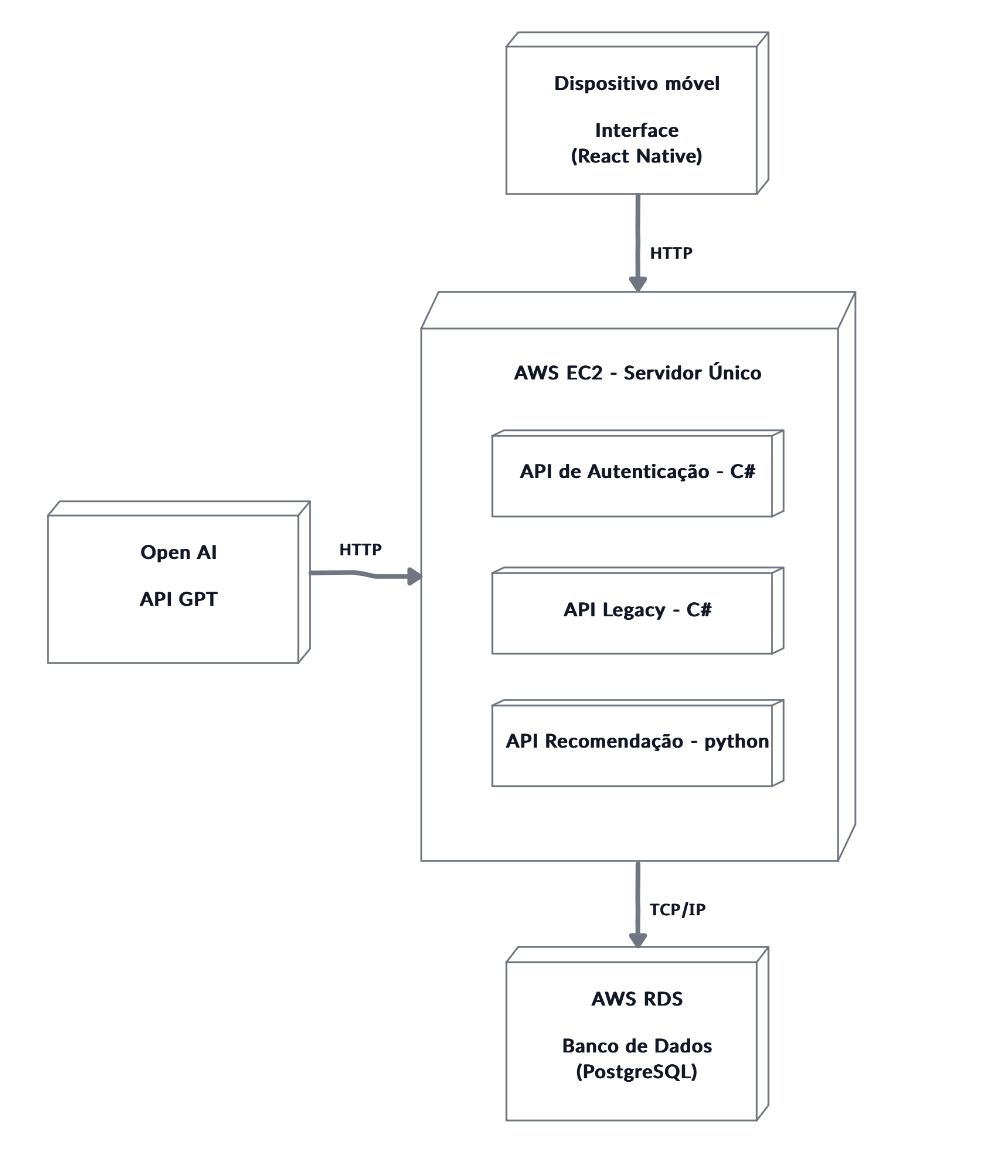 Dispositivo móvel
Interface
(React Native)
HTTP
AWS EC2 - Servidor Único
API de Autenticação - C#
Open AI
API GPT
HTTP
API Legacy - C#
API Recomendação - python
TCP/IP
AWS RDS
Banco de Dados
(PostgreSQL)